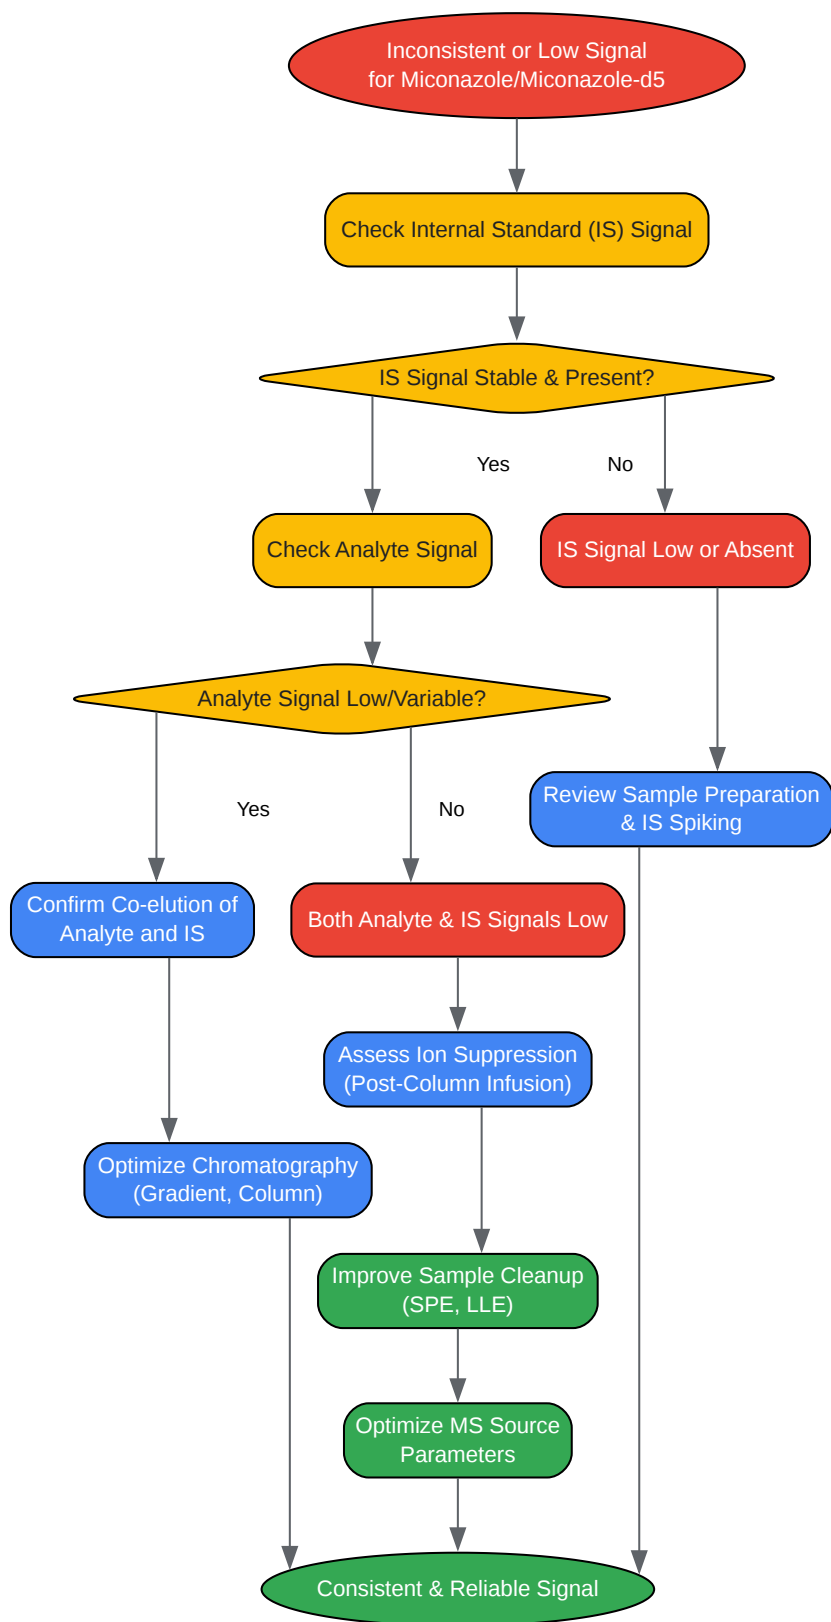 Inconsistent or Low Signal
for Miconazole/Miconazole-d5
Check Internal Standard (IS) Signal
IS Signal Stable & Present?
Yes
No
Check Analyte Signal
IS Signal Low or Absent
Analyte Signal Low/Variable?
Review Sample Preparation
& IS Spiking
Yes
No
Confirm Co-elution of
Analyte and IS
Both Analyte & IS Signals Low
Assess Ion Suppression
(Post-Column Infusion)
Optimize Chromatography
(Gradient, Column)
Improve Sample Cleanup
(SPE, LLE)
Optimize MS Source
Parameters
Consistent & Reliable Signal